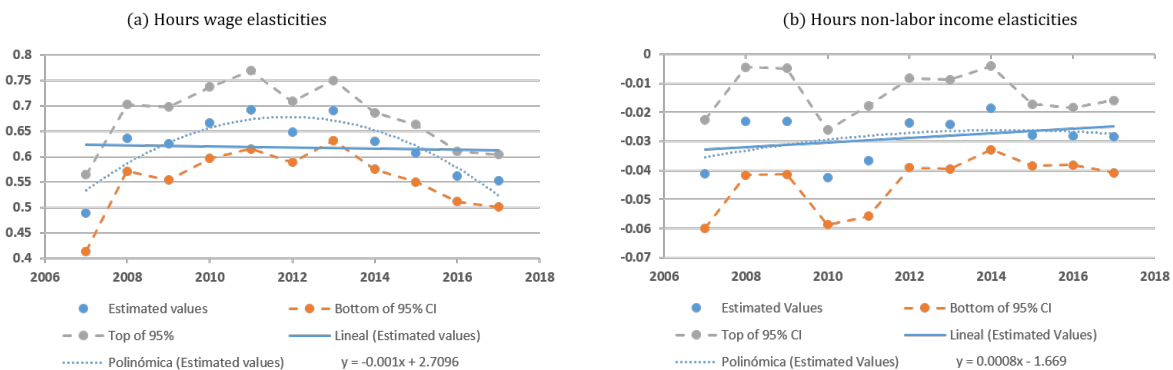 (a) Hours wage elasticities
0.8
0.75
0.7
0.65
0.6
0.55
0.5
0.45
0.4
2006 2008 2010 2012 2014 2016 2018
Estimated values
Bottom of 95% CI
Top of 95%
Lineal (Estimated values)
Polinómica (Estimated values)
y = -0.001x + 2.7096
(b) Hours non-labor income elasticities
0
-0.01
-0.02
-0.03
-0.04
-0.05
-0.06
-0.07
2006 2008 2010 2012 2014 2016 2018
Estimated Values
Bottom of 95% CI
Top of 95% CI
Lineal (Estimated Values)
Polinómica (Estimated Values)
y = 0.0008x - 1.669